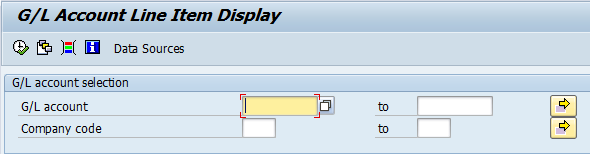 G/L Account Line Item Display
Data Sources
G/L account selection
G/L account to
Company code to